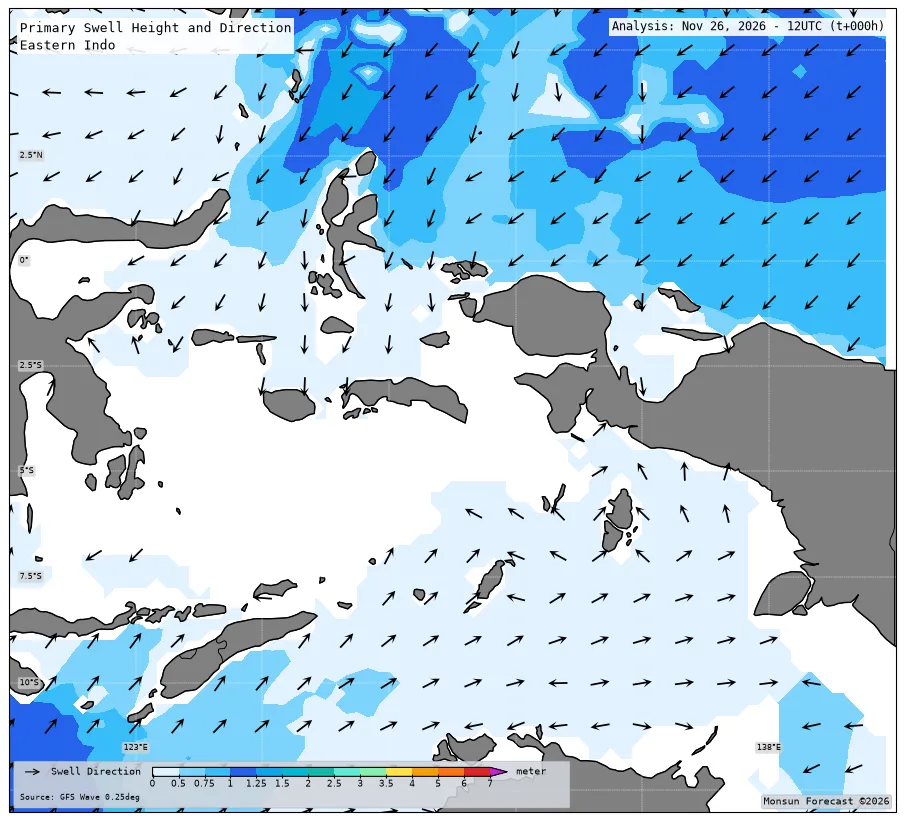 Primary Swell Height and Direction
Eastern Indo
Analysis: Nov 26, 2026 - 12UTC (t+000h)
2.5°N
0°
2.5°S
5°S
7.5°S
10°S
123°E
138°E
Swell Direction
meter
0 0.5 0.75 1 1.25 1.5 2 2.5 3 3.5 4 5 6 7
Source: GFS Wave 0.25deg
Monsun Forecast ©2026